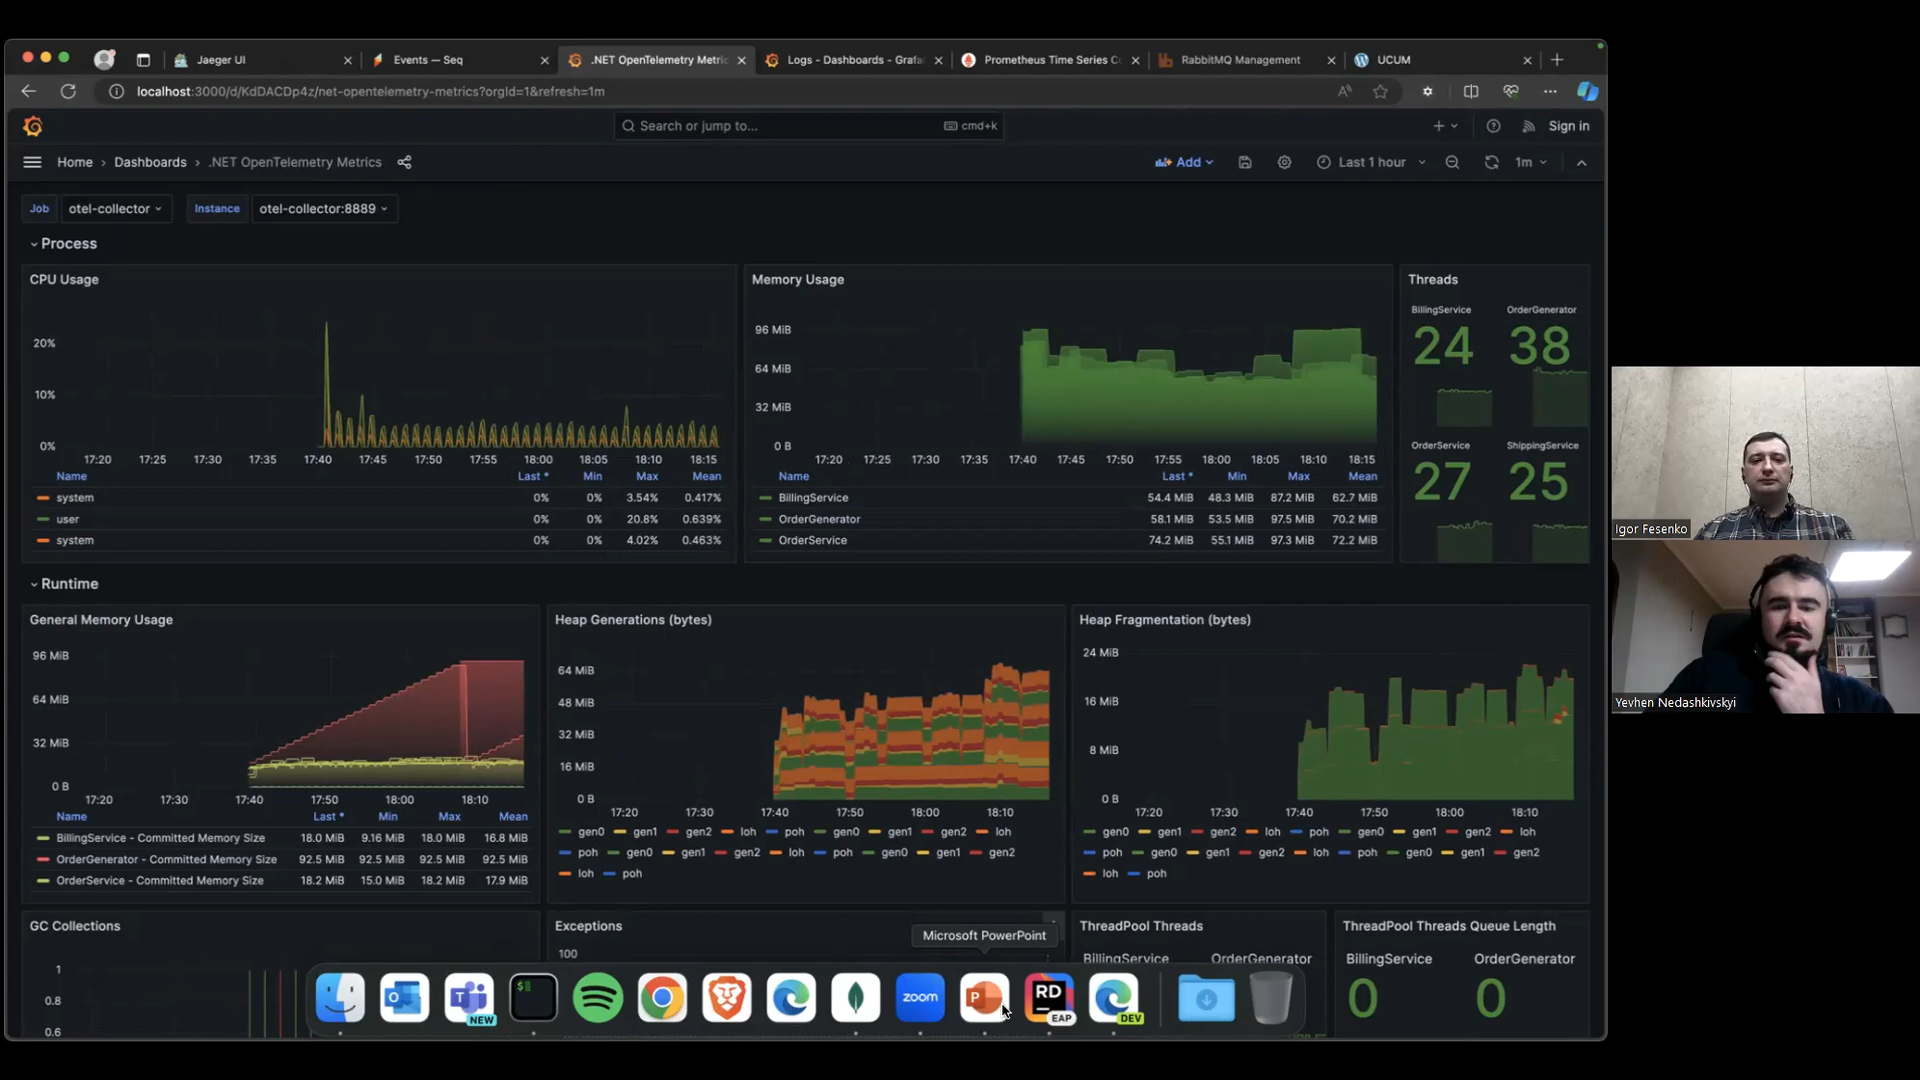 Jaeger UI
Events — Seq
.NET OpenTelemetry Metric
Logs - Dashboards - Grafa
Prometheus Time Series Co
RabbitMQ Management
UCUM
localhost:3000/d/KdDACDp4z/net-opentelemetry-metrics?orgId=1&refresh=1m
Search or jump to...
cmd+k
Sign in
Home › Dashboards › .NET OpenTelemetry Metrics
Add
Last 1 hour
1m
Job
otel-collector
Instance
otel-collector:8889
Process
CPU Usage
20%
10%
0%
17:20 17:25 17:30 17:35 17:40 17:45 17:50 17:55 18:00 18:05 18:10 18:15
Name Last * Min Max Mean
system 0% 0% 3.54% 0.417%
user 0% 0% 20.8% 0.639%
system 0% 0% 4.02% 0.463%
Memory Usage
96 MiB
64 MiB
32 MiB
0 B
17:20 17:25 17:30 17:35 17:40 17:45 17:50 17:55 18:00 18:05 18:10 18:15
Name Last * Min Max Mean
BillingService 54.4 MiB 48.3 MiB 87.2 MiB 62.7 MiB
OrderGenerator 58.1 MiB 53.5 MiB 97.5 MiB 70.2 MiB
OrderService 74.2 MiB 55.1 MiB 97.3 MiB 72.2 MiB
Threads
BillingService OrderGenerator
24 38
OrderService ShippingService
27 25
Igor Fesenko
Yevhen Nedashkivskyi
Runtime
General Memory Usage
96 MiB
64 MiB
32 MiB
0 B
17:20 17:30 17:40 17:50 18:00 18:10
Name Last * Min Max Mean
BillingService - Committed Memory Size 18.0 MiB 9.16 MiB 18.0 MiB 16.8 MiB
OrderGenerator - Committed Memory Size 92.5 MiB 92.5 MiB 92.5 MiB 92.5 MiB
OrderService - Committed Memory Size 18.2 MiB 15.0 MiB 18.2 MiB 17.9 MiB
Heap Generations (bytes)
64 MiB
48 MiB
32 MiB
16 MiB
0 B
17:20 17:30 17:40 17:50 18:00 18:10
gen0 gen1 gen2 loh poh gen0 gen1 gen2 loh
poh gen0 gen1 gen2 loh poh gen0 gen1 gen2
loh poh
Heap Fragmentation (bytes)
24 MiB
16 MiB
8 MiB
0 B
17:20 17:30 17:40 17:50 18:00 18:10
gen0 gen1 gen2 loh poh gen0 gen1 gen2 loh
poh gen0 gen1 gen2 loh poh gen0 gen1 gen2
loh poh
GC Collections
1
0.8
0.6
Exceptions
100
Microsoft PowerPoint
ThreadPool Threads
BillingService OrderGenerator
ThreadPool Threads Queue Length
BillingService OrderGenerator
0 0
NEW
$
zoom
P
RD
EAP
DEV